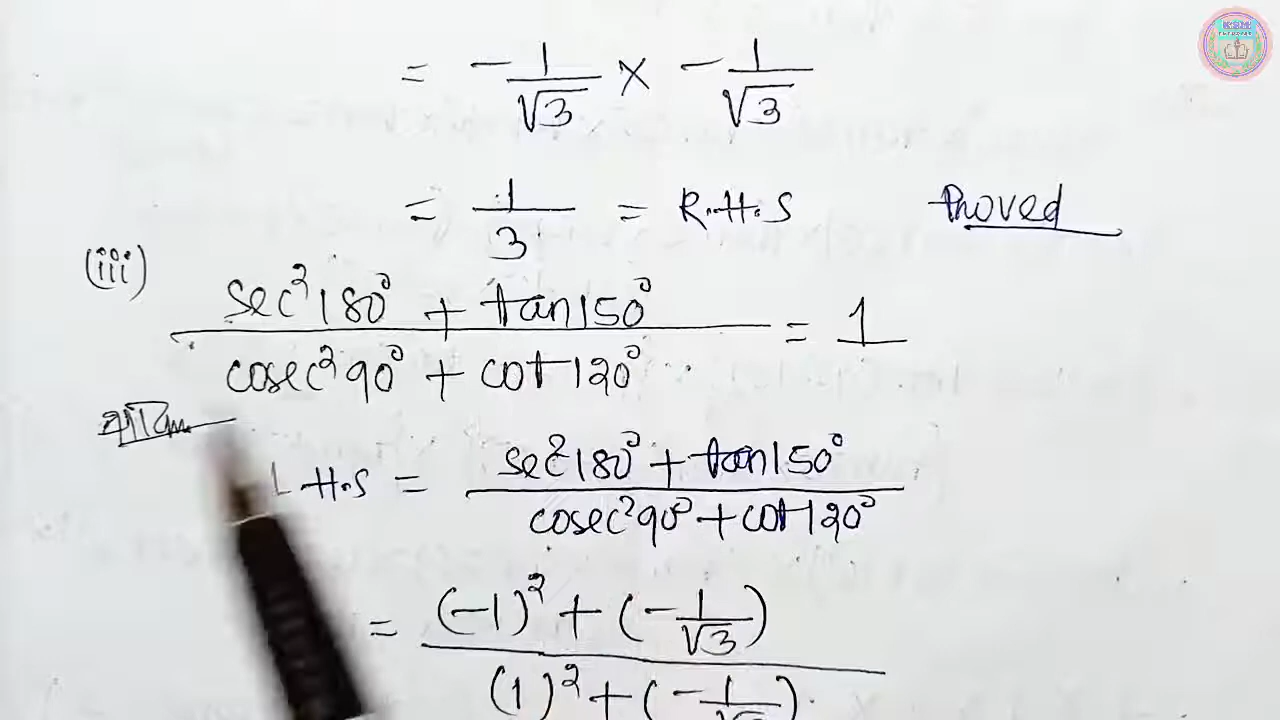 = -1/√3 × -1/√3
= 1/3 = R.H.S Proved
(iii) (sec²180° + tan150°)/(cosec²90° + cot120°) = 1
L.H.S = (sec²180° + tan150°)/(cosec²90° + cot120°)
= ((-1)² + (-1/√3))/((1)² + (-1/√3))